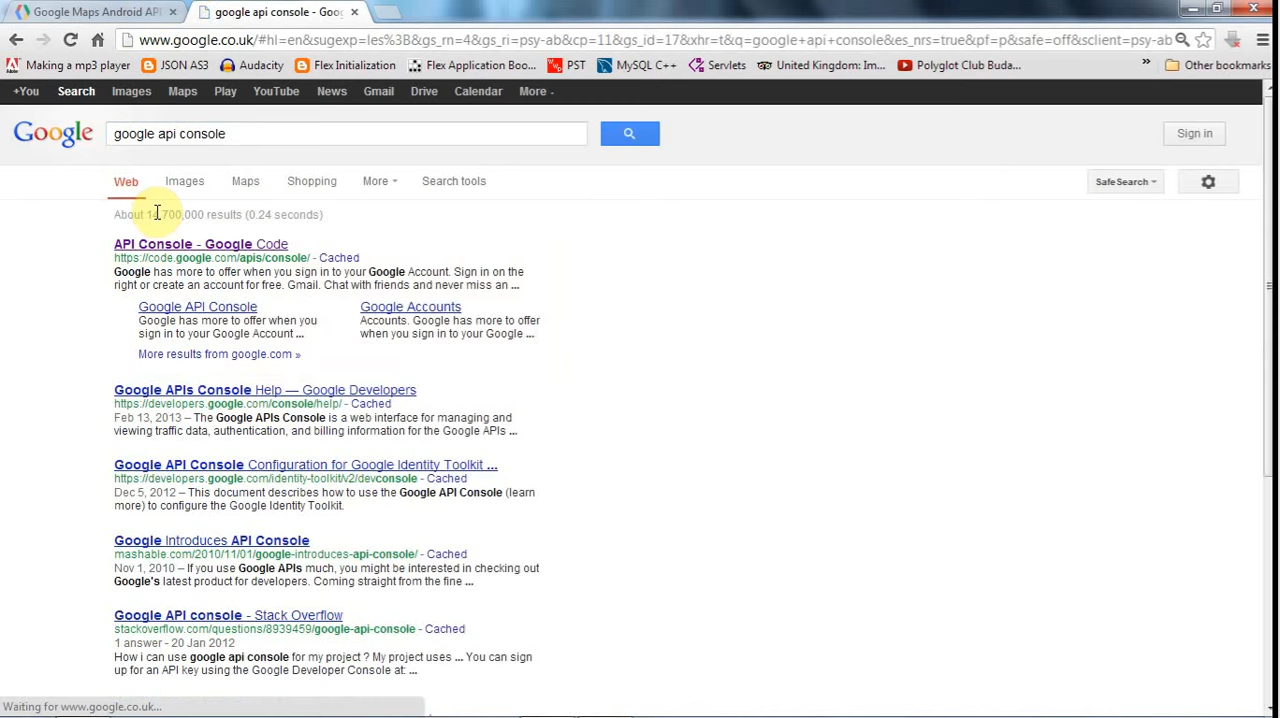 Google Maps Android API
google api console - Goog
www.google.co.uk/#hl=en&sugexp=les%3B&gs_rn=4&gs_ri=psy-ab&cp=11&gs_id=17&xhr=t&q=google+api+console&es_nrs=true&pf=p&safe=off&sclient=psy-ab
Making a mp3 player JSON AS3 Audacity Flex Initialization Flex Application Boo... PST MySQL C++ Servlets United Kingdom: Im... Polyglot Club Buda... » Other bookmarks
+You Search Images Maps Play YouTube News Gmail Drive Calendar More
Google google api console Sign in
Web Images Maps Shopping More Search tools SafeSearch
About 700,000 results (0.24 seconds)
API Console - Google Code
https://code.google.com/apis/console/ - Cached
Google has more to offer when you sign in to your Google Account. Sign in on the
right or create an account for free. Gmail. Chat with friends and never miss an ...
Google API Console
Google has more to offer when you
sign in to your Google Account ...
Google Accounts
Accounts. Google has more to offer
when you sign in to your Google ...
More results from google.com »
Google APIs Console Help — Google Developers
https://developers.google.com/console/help/ - Cached
Feb 13, 2013 – The Google APIs Console is a web interface for managing and
viewing traffic data, authentication, and billing information for the Google APIs ...
Google API Console Configuration for Google Identity Toolkit ...
https://developers.google.com/identity-toolkit/v2/devconsole - Cached
Dec 5, 2012 – This document describes how to use the Google API Console (learn
more) to configure the Google Identity Toolkit.
Google Introduces API Console
mashable.com/2010/11/01/google-introduces-api-console/ - Cached
Nov 1, 2010 – If you use Google APIs much, you might be interested in checking out
Google's latest product for developers. Coming straight from the fine ...
Google API console - Stack Overflow
stackoverflow.com/questions/8939459/google-api-console - Cached
1 answer - 20 Jan 2012
How i can use google api console for my project ? My project uses ... You can sign
up for an API key using the Google Developer Console at: ...
Waiting for www.google.co.uk...